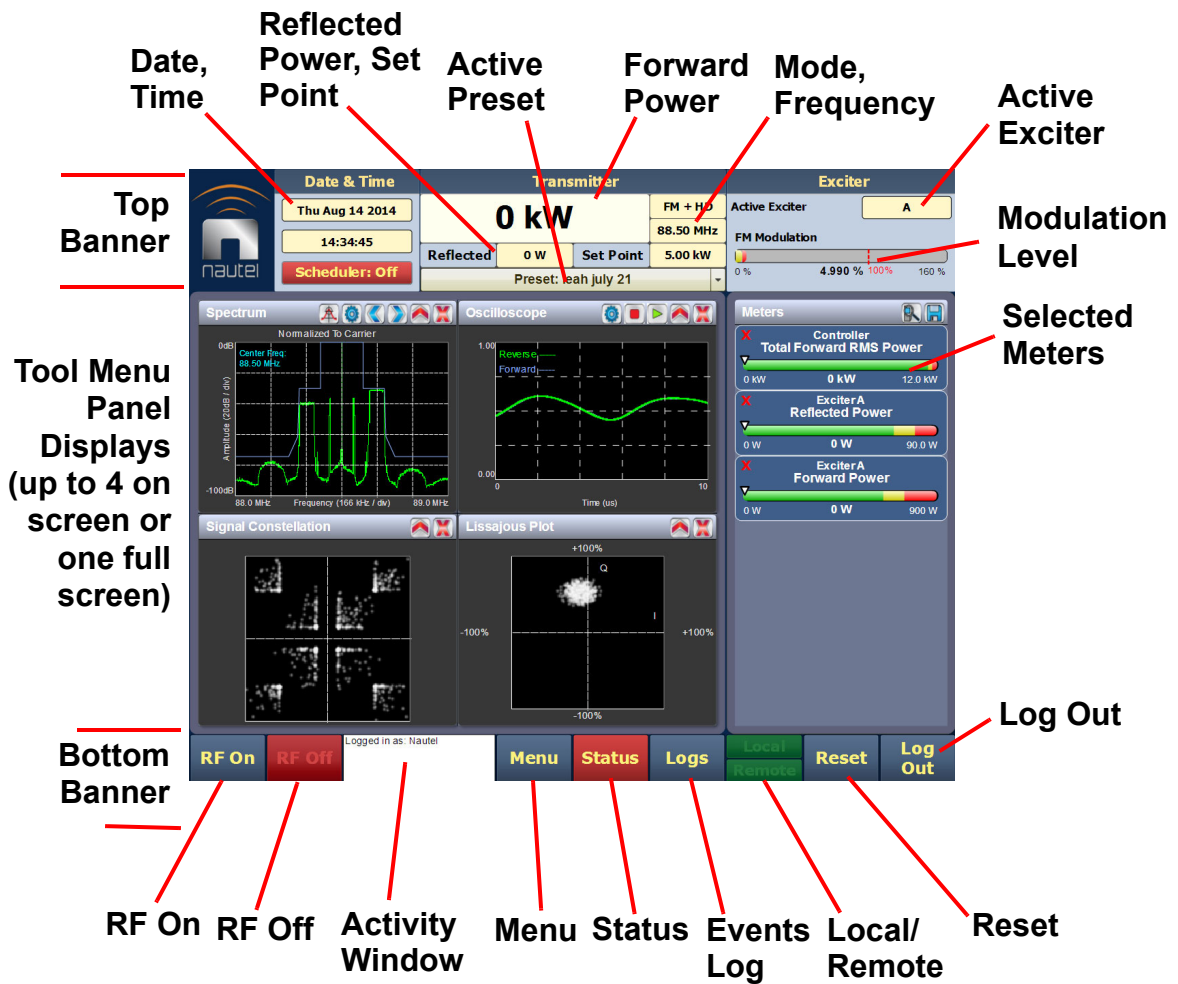 Reflected
Power, Set
Point
Date,
Time
Active
Preset
Forward
Power
Mode,
Frequency
Active
Exciter
Top
Banner
nautel
Date & Time
Thu Aug 14 2014
14:34:45
Scheduler: Off
Transmitter
0 kW
FM + HD
88.50 MHz
Reflected
0 W
Set Point
5.00 kW
Preset: leah july 21
Exciter
Active Exciter
A
FM Modulation
0 %
4.990 %
100%
160 %
Modulation
Level
Selected
Meters
Tool Menu
Panel
Displays
(up to 4 on
screen or
one full
screen)
Spectrum
Normalized To Carrier
0dB
Center Freq:
88.50 MHz
Amplitude (20dB / div)
-100dB
88.0 MHz
Frequency (166 kHz / div)
89.0 MHz
Oscilloscope
1.00
Reverse
Forward
0.00
0
10
Time (us)
Signal Constellation
Lissajous Plot
+100%
Q
I
-100%
+100%
-100%
Meters
X
Controller
Total Forward RMS Power
0 kW
0 kW
12.0 kW
X
Exciter A
Reflected Power
0 W
0 W
90.0 W
X
Exciter A
Forward Power
0 W
0 W
900 W
Bottom
Banner
RF On
RF Off
Logged in as: Nautel
Menu
Status
Logs
Local
Remote
Reset
Log
Out
Log Out
RF On
RF Off
Activity
Window
Menu
Status
Events
Log
Local/
Remote
Reset